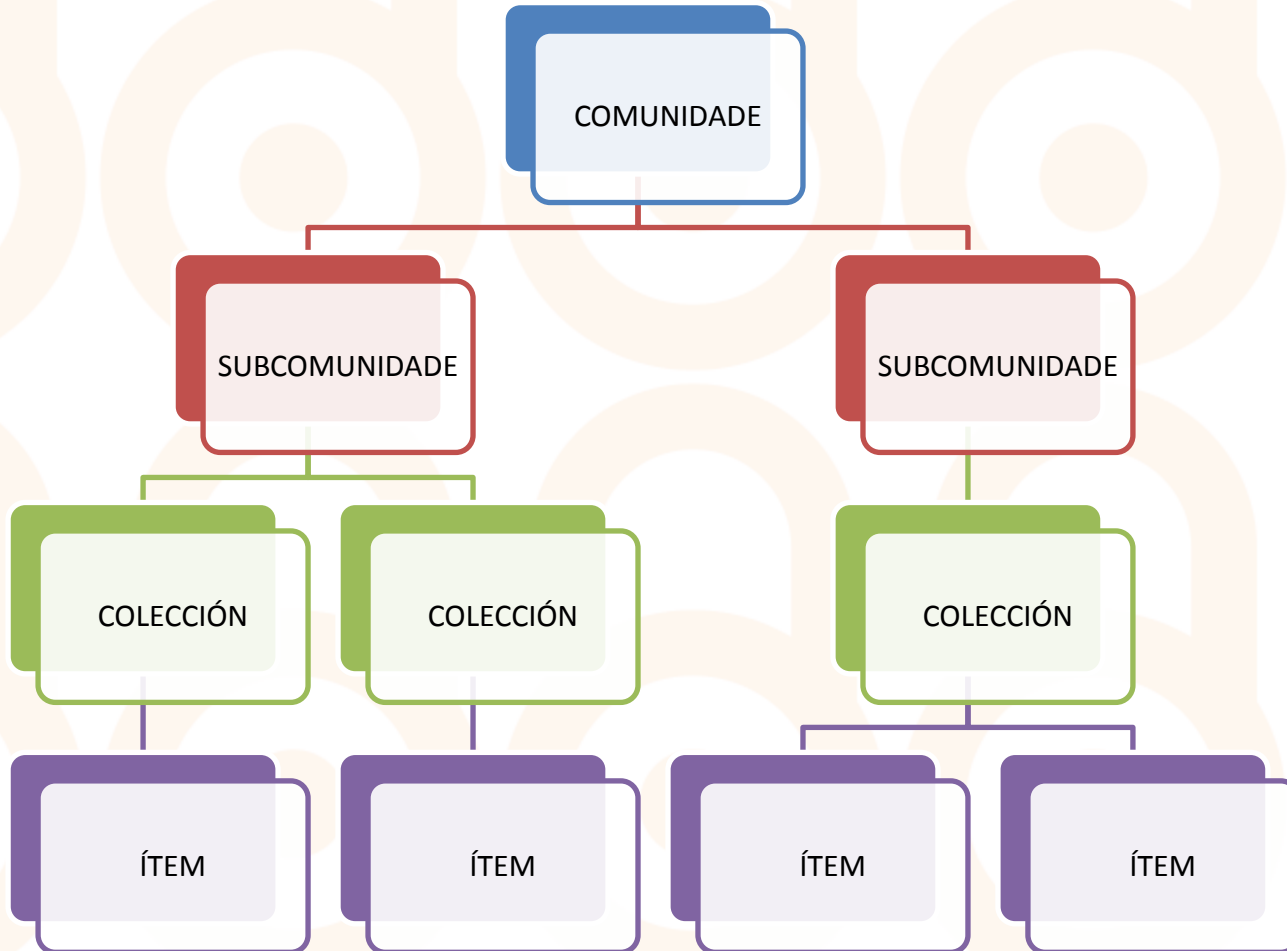 COMUNIDADE
SUBCOMUNIDADE
SUBCOMUNIDADE
COLECCIÓN
COLECCIÓN
COLECCIÓN
ÍTEM
ÍTEM
ÍTEM
ÍTEM